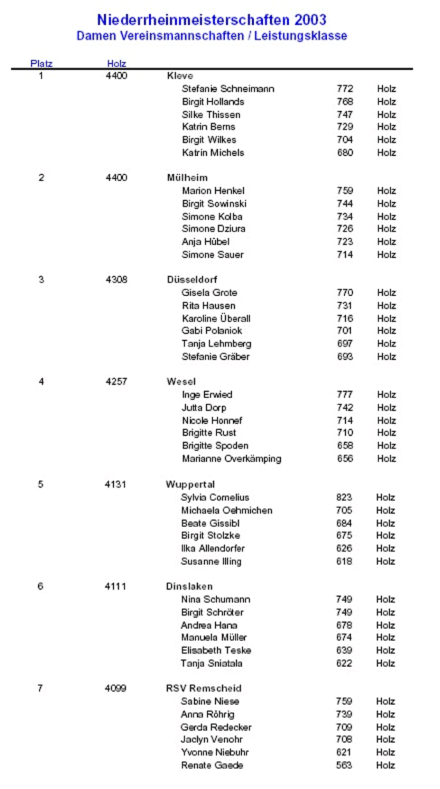 Niederrheinmeisterschaften 2003
Damen Vereinsmannschaften / Leistungsklasse
Platz Holz
1 4400 Kleve
Stefanie Schneimann 772 Holz
Birgit Hollands 768 Holz
Silke Thissen 747 Holz
Katrin Berns 729 Holz
Birgit Wilkes 704 Holz
Katrin Michels 680 Holz
2 4400 Mülheim
Marion Henkel 759 Holz
Birgit Sowinski 744 Holz
Simone Kolba 734 Holz
Simone Dziura 726 Holz
Anja Hübel 723 Holz
Simone Sauer 714 Holz
3 4308 Düsseldorf
Gisela Grote 770 Holz
Rita Hausen 731 Holz
Karoline Überall 716 Holz
Gabi Polaniok 701 Holz
Tanja Lehmberg 697 Holz
Stefanie Gräber 693 Holz
4 4257 Wesel
Inge Erwied 777 Holz
Jutta Dorp 742 Holz
Nicole Honnef 714 Holz
Brigitte Rust 710 Holz
Brigitte Spoden 658 Holz
Marianne Overkämping 656 Holz
5 4131 Wuppertal
Sylvia Cornelius 823 Holz
Michaela Oehmichen 705 Holz
Beate Gissibl 684 Holz
Birgit Stolzke 675 Holz
Ilka Allendorfer 626 Holz
Susanne Illing 618 Holz
6 4111 Dinslaken
Nina Schumann 749 Holz
Birgit Schröter 749 Holz
Andrea Hana 678 Holz
Manuela Müller 674 Holz
Elisabeth Teske 639 Holz
Tanja Sniatala 622 Holz
7 4099 RSV Remscheid
Sabine Niese 759 Holz
Anna Röhrig 739 Holz
Gerda Redecker 709 Holz
Jaclyn Venohr 708 Holz
Yvonne Niebuhr 621 Holz
Renate Gaede 563 Holz